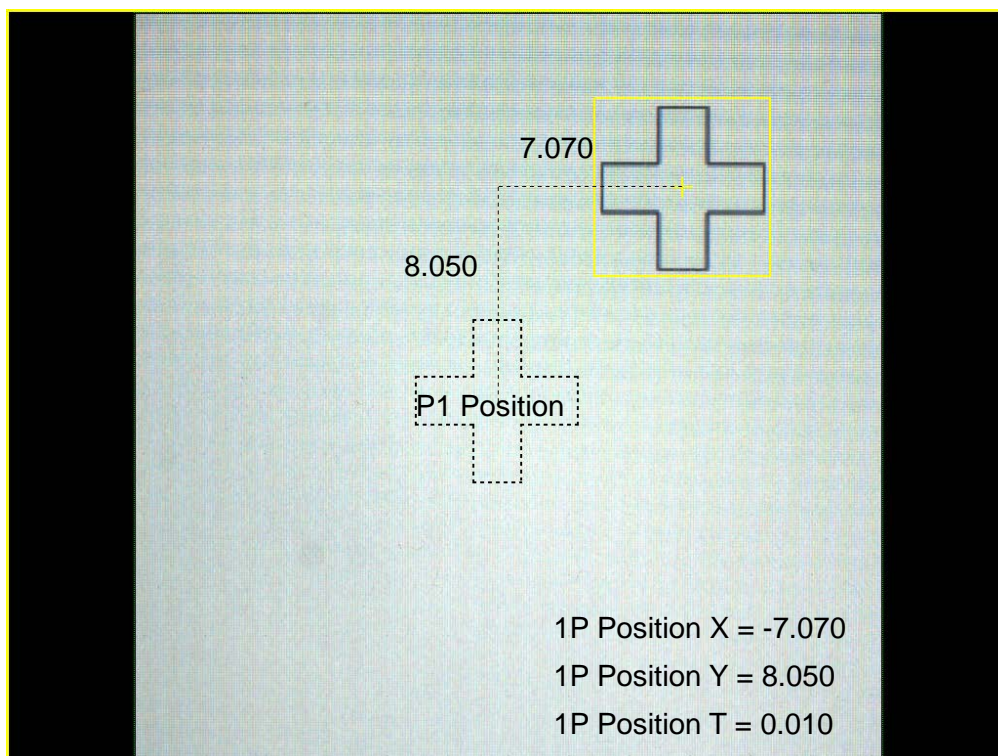 7.070
8.050
P1 Position
1P Position X = -7.070
1P Position Y = 8.050
1P Position T = 0.010